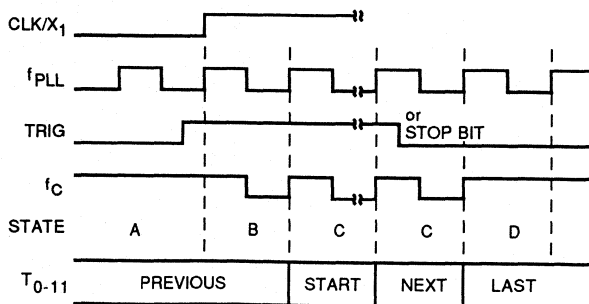 CLK/X1
fPLL
TRIG
or
STOP BIT
fC
STATE A B C C D
T0-11 PREVIOUS START NEXT LAST